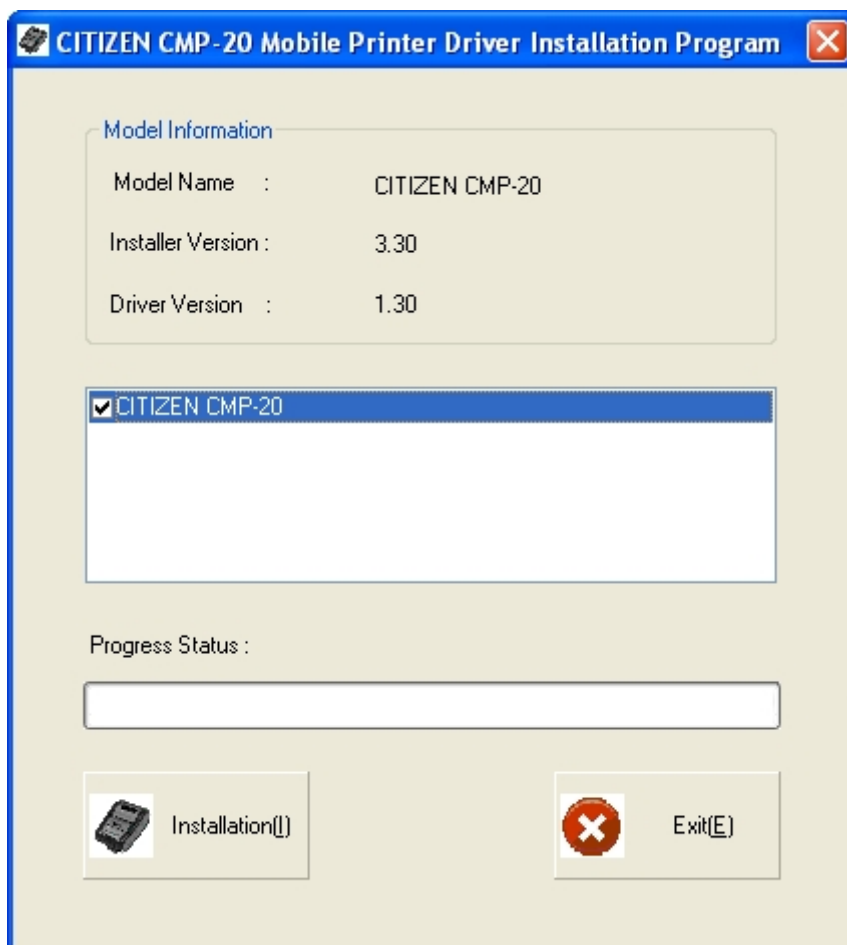 CITIZEN CMP-20 Mobile Printer Driver Installation Program
Model Information
Model Name : CITIZEN CMP-20
Installer Version : 3.30
Driver Version : 1.30
CITIZEN CMP-20
Progress Status :
Installation(I) Exit(E)